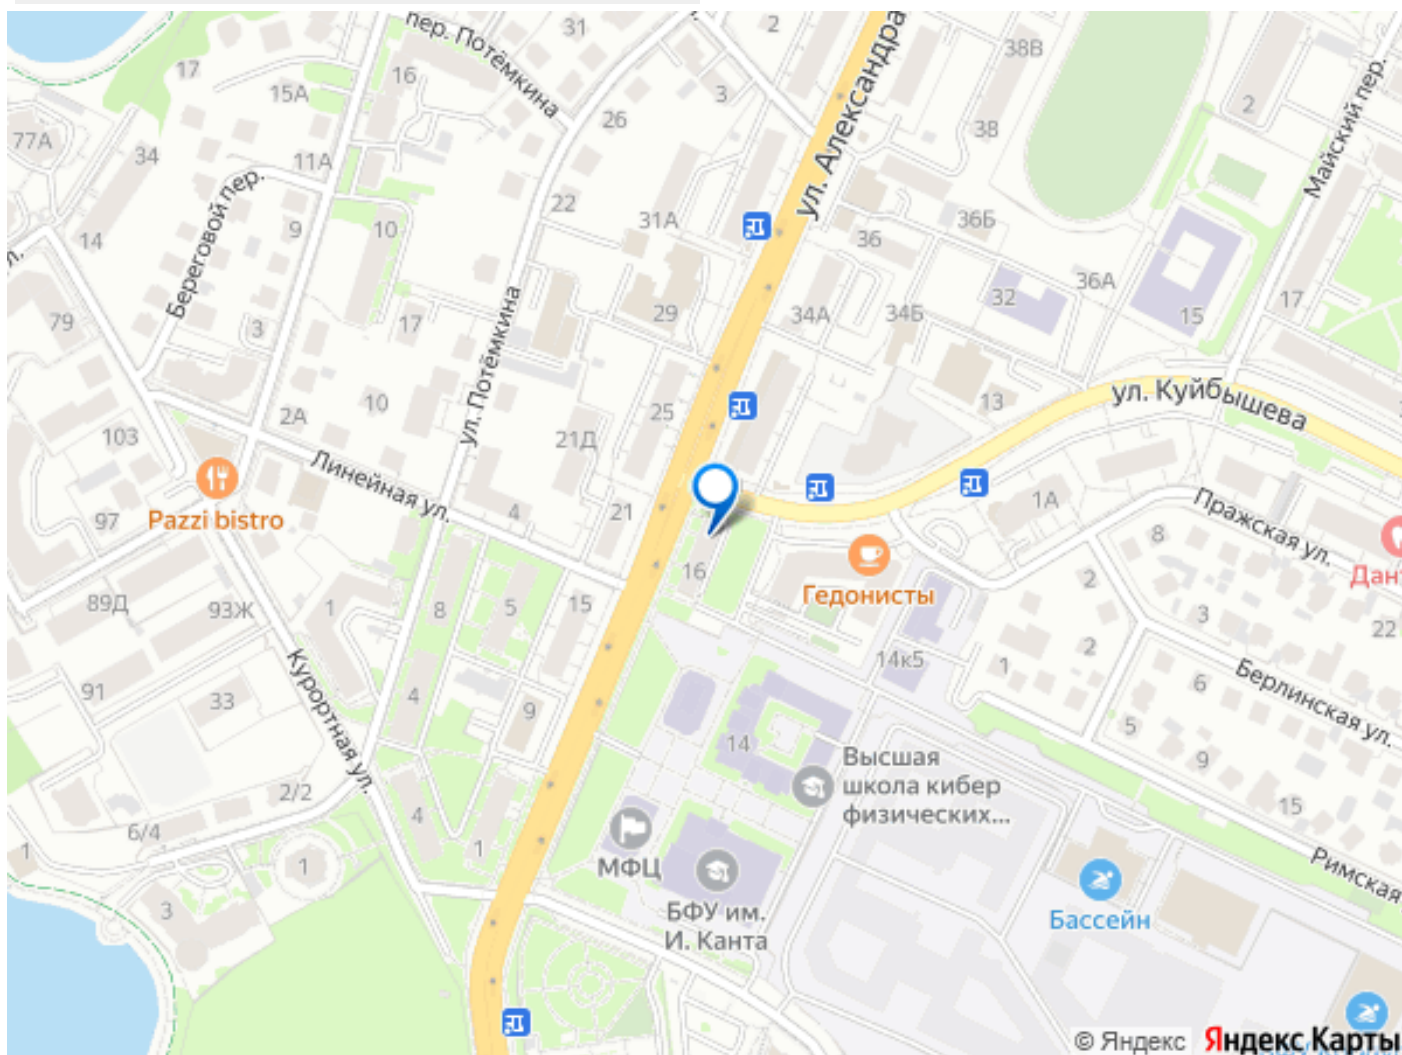 пер. Потёмкина
31
2
ул. Александра
38В
17
16
15А
3
2
Майский пер.
77А
26
38
34
11А
22
31А
36Б
14
Береговой пер.
9
10
36
36А
79
3
17
ул. Потёмкина
29
34А
34Б
32
15
17
2А
10
25
13
ул. Куйбышева
103
21Д
Линейная ул.
97
Pazzi bistro
4
21
1А
Пражская ул.
8
16
Гедонисты
2
3
22
89Д
93Ж
1
8
5
15
14к5
1
2
6
Берлинская ул.
91
33
Курортная ул.
4
9
14
5
9
Высшая
школа кибер
физических...
2/2
6/4
4
15
1
1
1
МФЦ
Римская
3
БФУ им.
И. Канта
Бассейн
© Яндекс
Яндекс Карты